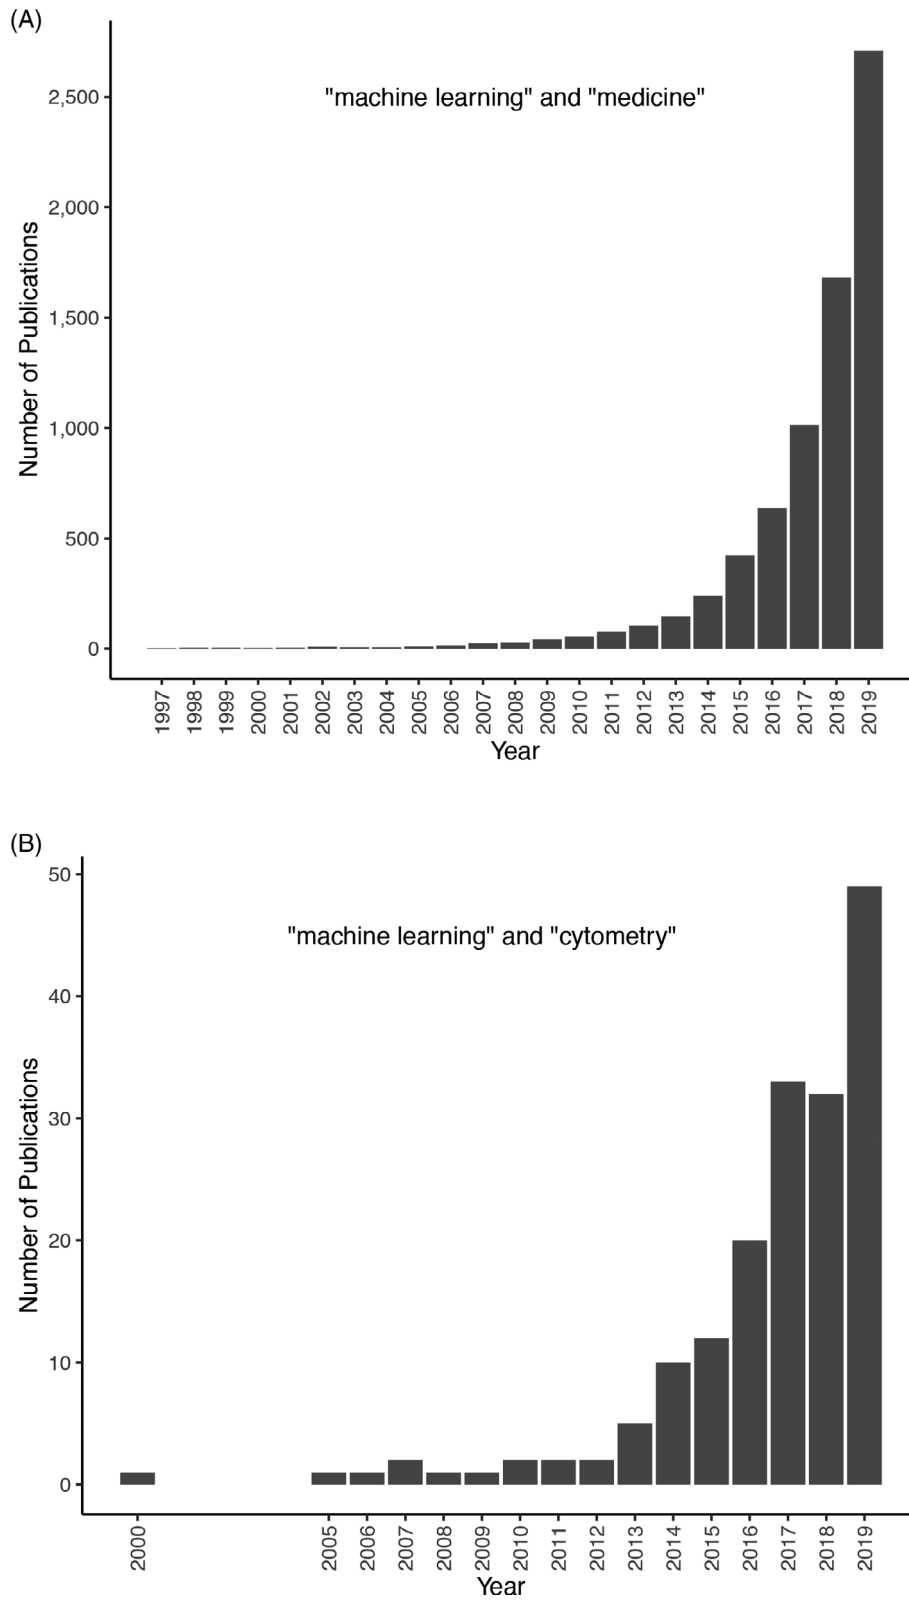 (A)
"machine learning" and "medicine"
Number of Publications
2,500
2,000
1,500
1,000
500
0
1997 1998 1999 2000 2001 2002 2003 2004 2005 2006 2007 2008 2009 2010 2011 2012 2013 2014 2015 2016 2017 2018 2019
Year
(B)
"machine learning" and "cytometry"
Number of Publications
50
40
30
20
10
0
2000 2005 2006 2007 2008 2009 2010 2011 2012 2013 2014 2015 2016 2017 2018 2019
Year